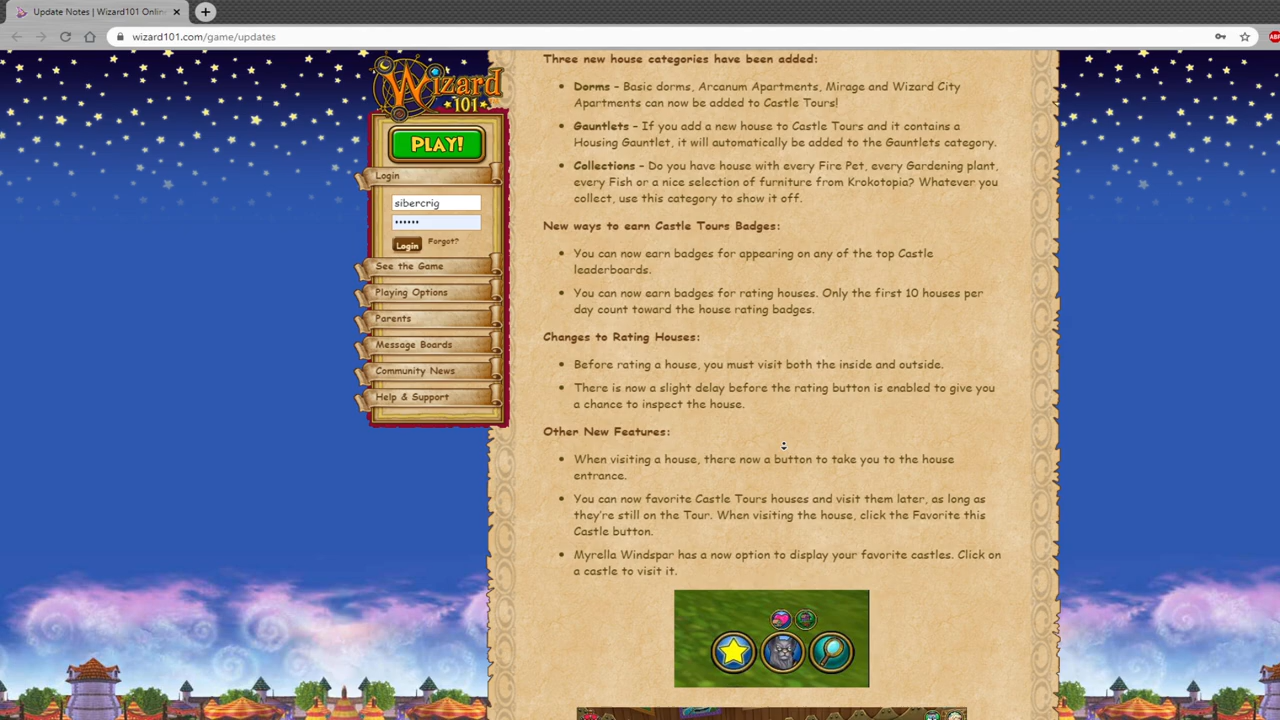 Update Notes | Wizard101 Onlin
wizard101.com/game/updates
ABP
Wizard
101
PLAY!
Login
sibercrig
••••••
Login
Forgot?
See the Game
Playing Options
Parents
Message Boards
Community News
Help & Support
Three new house categories have been added:
• Dorms – Basic dorms, Arcanum Apartments, Mirage and Wizard City
Apartments can now be added to Castle Tours!
• Gauntlets – If you add a new house to Castle Tours and it contains a
Housing Gauntlet, it will automatically be added to the Gauntlets category.
• Collections – Do you have house with every Fire Pet, every Gardening plant,
every Fish or a nice selection of furniture from Krokotopia? Whatever you
collect, use this category to show it off.
New ways to earn Castle Tours Badges:
• You can now earn badges for appearing on any of the top Castle
leaderboards.
• You can now earn badges for rating houses. Only the first 10 houses per
day count toward the house rating badges.
Changes to Rating Houses:
• Before rating a house, you must visit both the inside and outside.
• There is now a slight delay before the rating button is enabled to give you
a chance to inspect the house.
Other New Features:
• When visiting a house, there now a button to take you to the house
entrance.
• You can now favorite Castle Tours houses and visit them later, as long as
they're still on the Tour. When visiting the house, click the Favorite this
Castle button.
• Myrella Windspar has a now option to display your favorite castles. Click on
a castle to visit it.